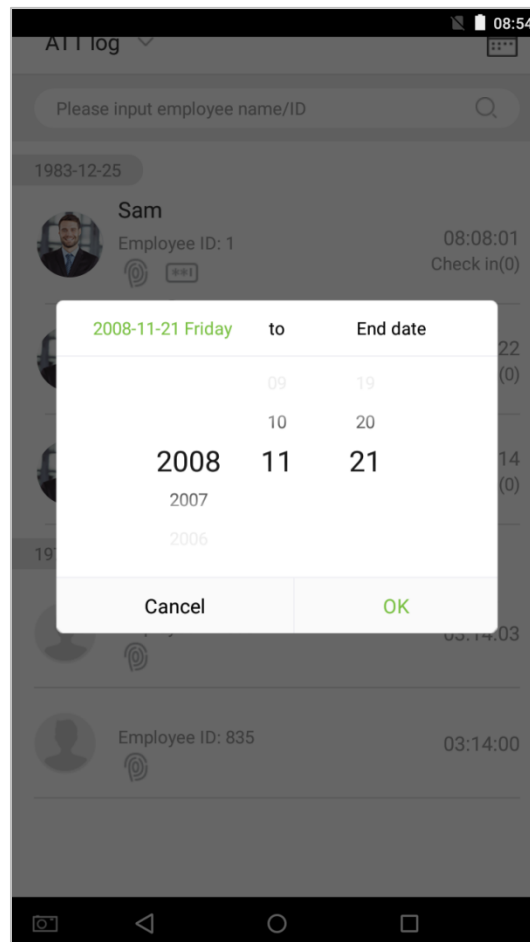 08:54
ATT log
Please input employee name/ID
1983-12-25
Sam
Employee ID: 1
08:08:01
Check in(0)
2008-11-21 Friday to End date
22
(0)
09 19
10 20
2008 11 21
14
2007
(0)
2006
19
Cancel OK
03:14:03
Employee ID: 835
03:14:00